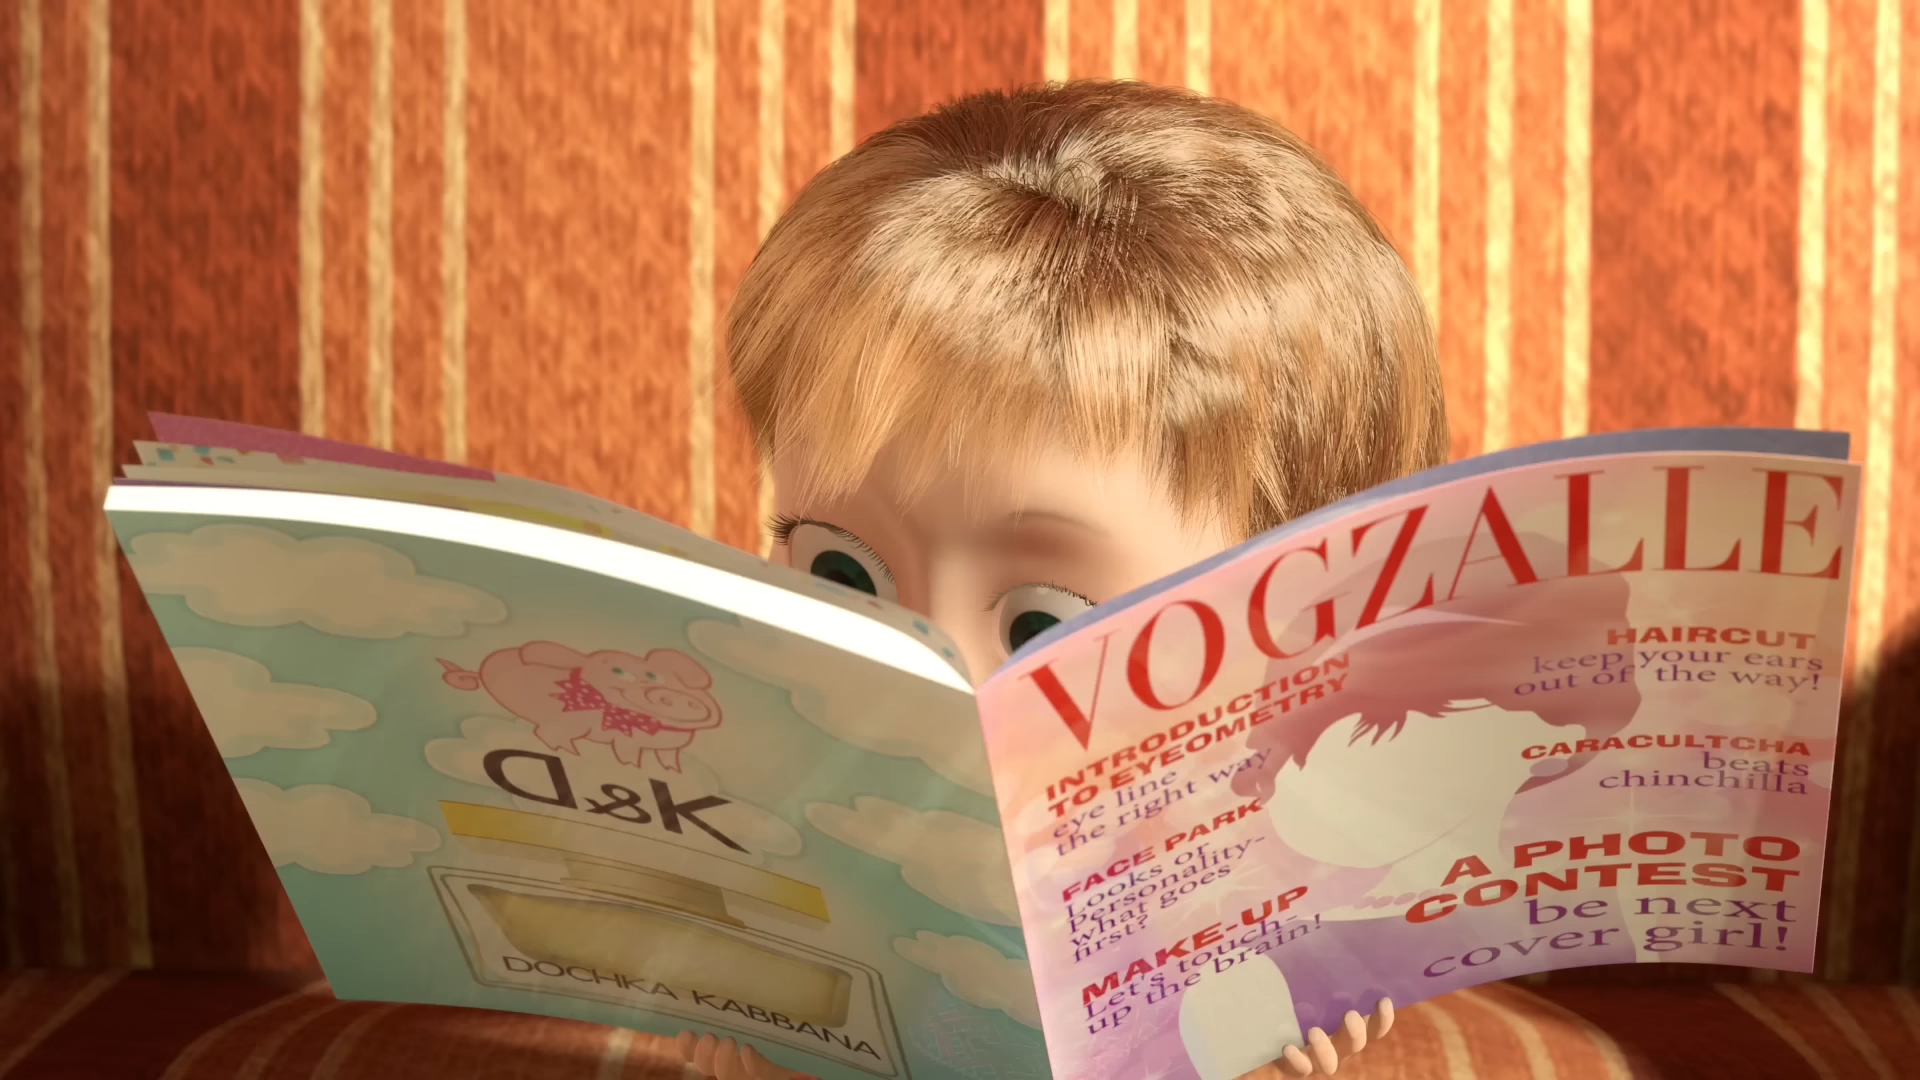 D&K
DOCHKA KABBANA
VOGZALLE
INTRODUCTION
TO EYEOMETRY
eye line
the right way
FACE PARK
Looks or
personality-
what goes
first?
MAKE-UP
Let's touch-
up the brain!
HAIRCUT
keep your ears
out of the way!
CARACULTCHA
beats
chinchilla
A PHOTO
CONTEST
be next
cover girl!